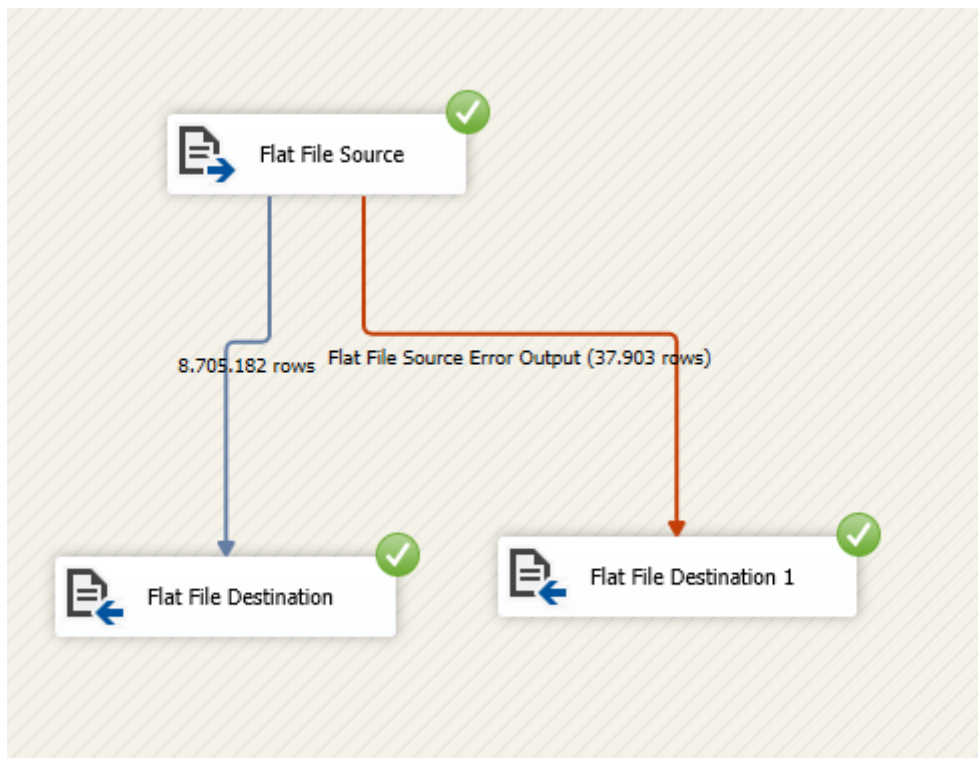 Flat File Source
8.705.182 rows
Flat File Source Error Output (37.903 rows)
Flat File Destination
Flat File Destination 1